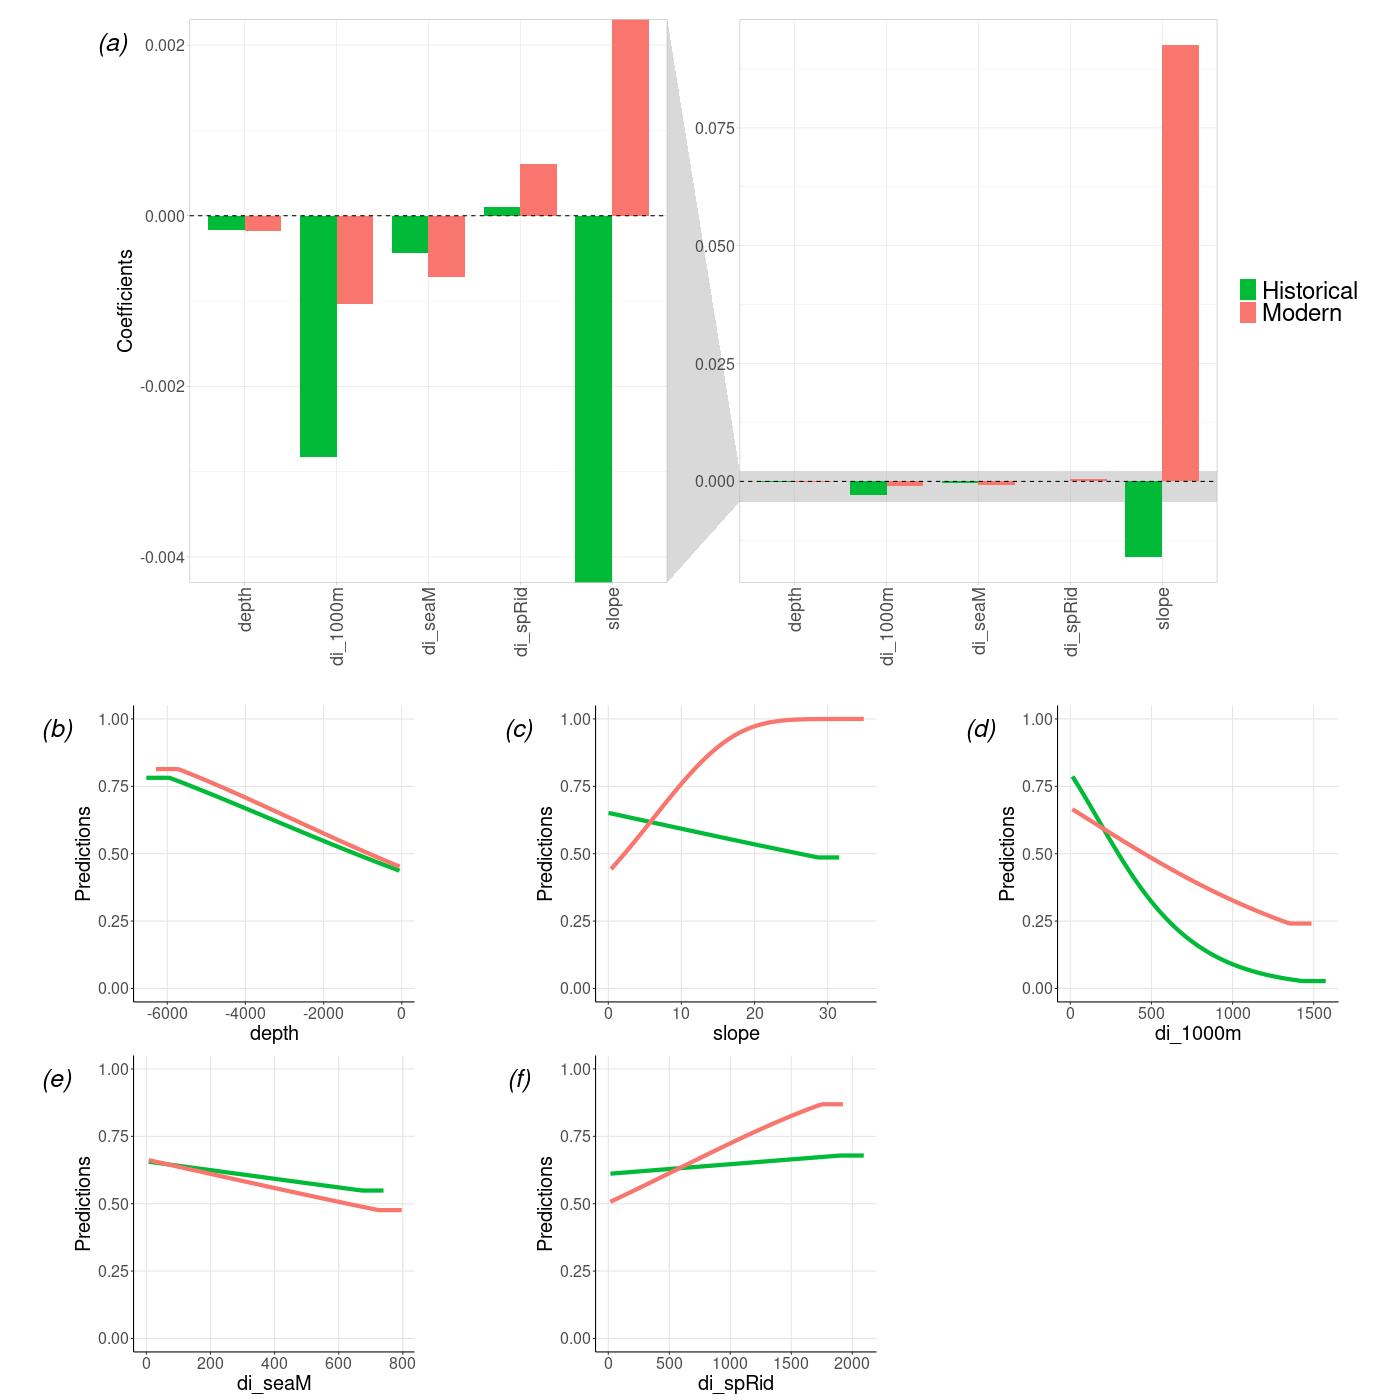 (a)
0.002
0.000
-0.002
-0.004
Coefficients
depth
di_1000m
di_seaM
di_spRid
slope
0.075
0.050
0.025
0.000
depth
di_1000m
di_seaM
di_spRid
slope
Historical
Modern
(b)
1.00
0.75
0.50
0.25
0.00
Predictions
-6000 -4000 -2000 0
depth
(c)
1.00
0.75
0.50
0.25
0.00
Predictions
0 10 20 30
slope
(d)
1.00
0.75
0.50
0.25
0.00
Predictions
0 500 1000 1500
di_1000m
(e)
1.00
0.75
0.50
0.25
0.00
Predictions
0 200 400 600 800
di_seaM
(f)
1.00
0.75
0.50
0.25
0.00
Predictions
0 500 1000 1500 2000
di_spRid